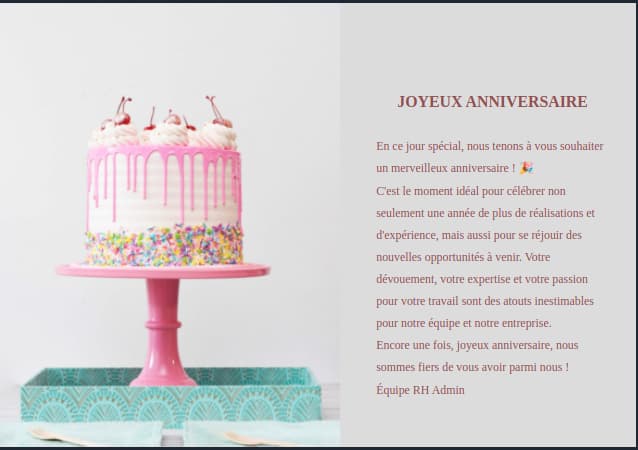 JOYEUX ANNIVERSAIRE
En ce jour spécial, nous tenons à vous souhaiter
un merveilleux anniversaire ! 🎉
C'est le moment idéal pour célébrer non
seulement une année de plus de réalisations et
d'expérience, mais aussi pour se réjouir des
nouvelles opportunités à venir. Votre
dévouement, votre expertise et votre passion
pour votre travail sont des atouts inestimables
pour notre équipe et notre entreprise.
Encore une fois, joyeux anniversaire, nous
sommes fiers de vous avoir parmi nous !
Équipe RH Admin